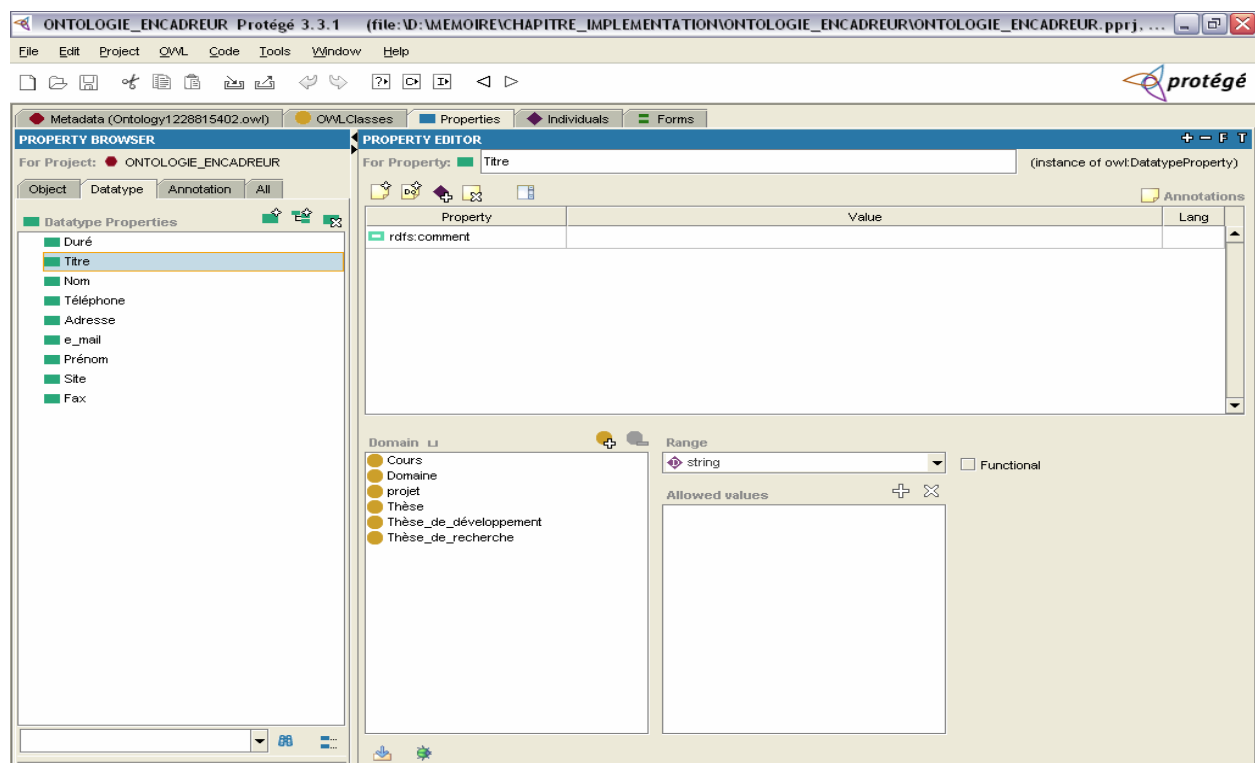 ONTOLOGIE_ENCADREUR Protégé 3.3.1 (file:\D:\MEMOIRE\CHAPITRE_IMPLEMENTATION\ONTOLOGIE_ENCADREUR\ONTOLOGIE_ENCADREUR.pprj, ...
File Edit Project OWL Code Tools Window Help
protégé
Metadata (Ontology1228815402.owl) OWLClasses Properties Individuals Forms
PROPERTY BROWSER
For Project: ONTOLOGIE_ENCADREUR
Object Datatype Annotation All
Datatype Properties
Duré
Titre
Nom
Téléphone
Adresse
e_mail
Prénom
Site
Fax
PROPERTY EDITOR
F T
For Property: Titre (instance of owl:DatatypeProperty)
Annotations
Property Value Lang
rdfs:comment
Domain ⊔
Cours
Domaine
projet
Thèse
Thèse_de_développement
Thèse_de_recherche
Range
string
Functional
Allowed values